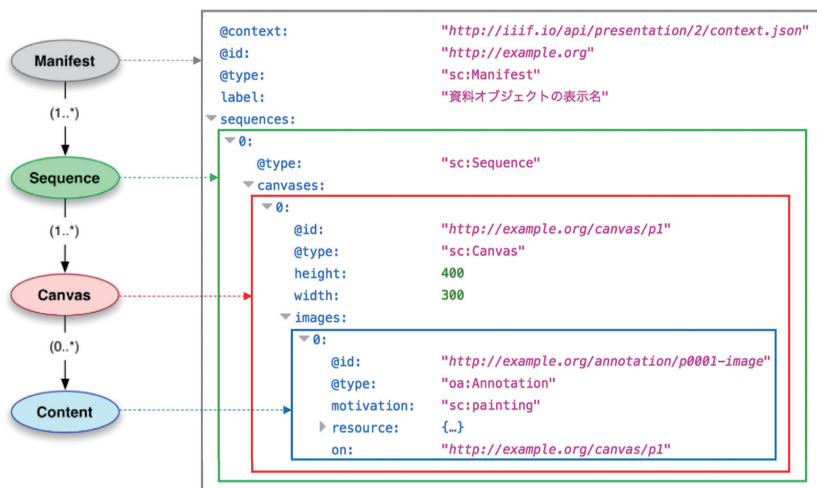 Manifest
(1..*)
Sequence
(1..*)
Canvas
(0..*)
Content
@context: "http://iiif.io/api/presentation/2/context.json"
@id: "http://example.org"
@type: "sc:Manifest"
label: "資料オブジェクトの表示名"
sequences:
0:
@type: "sc:Sequence"
canvases:
0:
@id: "http://example.org/canvas/p1"
@type: "sc:Canvas"
height: 400
width: 300
images:
0:
@id: "http://example.org/annotation/p0001-image"
@type: "oa:Annotation"
motivation: "sc:painting"
resource: {…}
on: "http://example.org/canvas/p1"